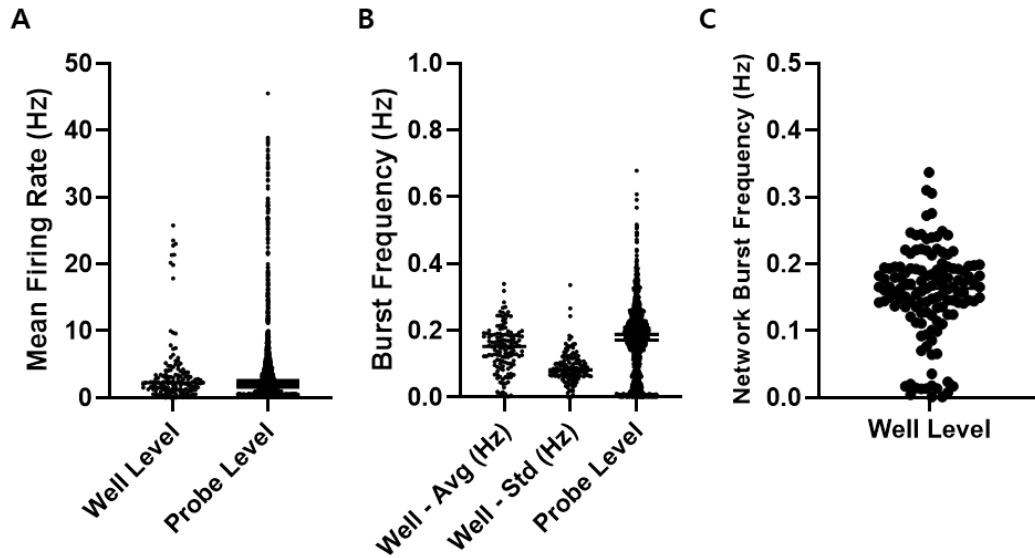 A
Mean Firing Rate (Hz)
50
40
30
20
10
0
Well Level
Probe Level
B
Burst Frequency (Hz)
1.0
0.8
0.6
0.4
0.2
0.0
Well - Avg (Hz)
Well - Std (Hz)
Probe Level
C
Network Burst Frequency (Hz)
0.5
0.4
0.3
0.2
0.1
0.0
Well Level